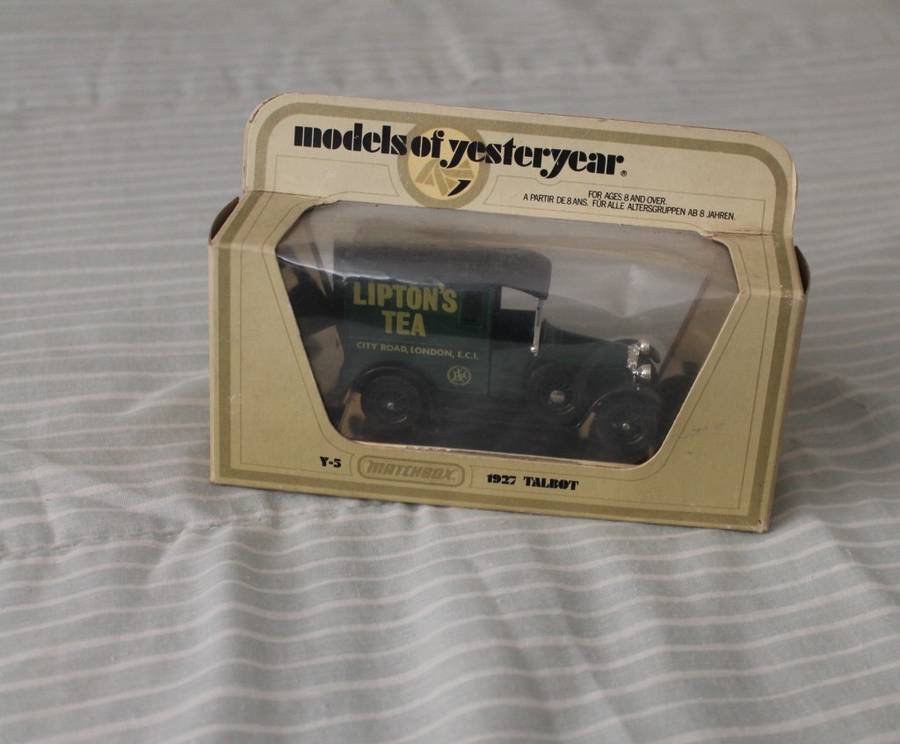 models of yesteryear®
FOR AGES 8 AND OVER.
A PARTIR DE 8 ANS. FÜR ALLE ALTERSGRUPPEN AB 8 JAHREN.
LIPTON'S
TEA
CITY ROAD, LONDON, E.C.1.
Y-5 MATCHBOX 1927 TALBOT